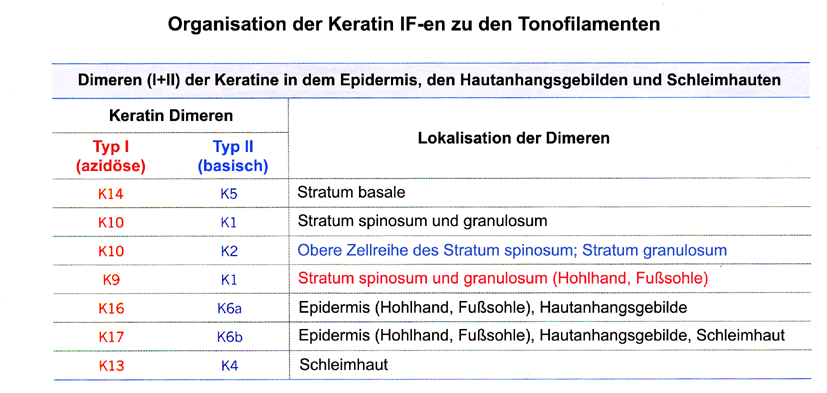 Organisation der Keratin IF-en zu den Tonofilamenten
Dimeren (I+II) der Keratine in dem Epidermis, den Hautanhangsgebilden und Schleimhauten
Keratin Dimeren
Lokalisation der Dimeren
Typ I
(azidöse)
Typ II
(basisch)
K14 K5 Stratum basale
K10 K1 Stratum spinosum und granulosum
K10 K2 Obere Zellreihe des Stratum spinosum; Stratum granulosum
K9 K1 Stratum spinosum und granulosum (Hohlhand, Fußsohle)
K16 K6a Epidermis (Hohlhand, Fußsohle), Hautanhangsgebilde
K17 K6b Epidermis (Hohlhand, Fußsohle), Hautanhangsgebilde, Schleimhaut
K13 K4 Schleimhaut